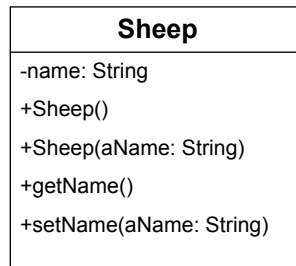 Sheep
-name: String
+Sheep()
+Sheep(aName: String)
+getName()
+setName(aName: String)